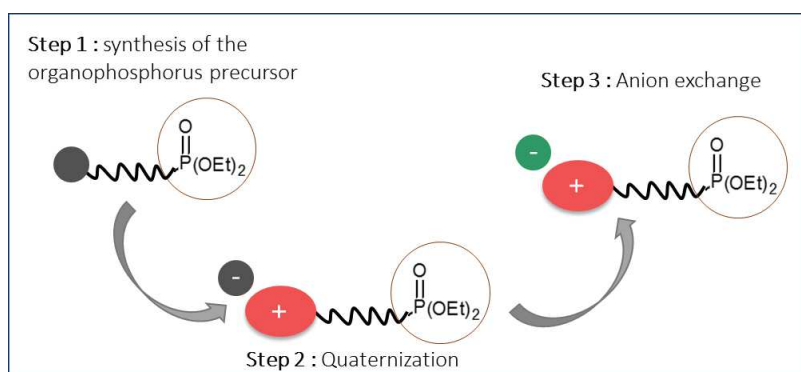 Step 1 : synthesis of the
organophosphorus precursor
O
P(OEt)2
Step 3 : Anion exchange
-
+
O
P(OEt)2
-
+
O
P(OEt)2
Step 2 : Quaternization